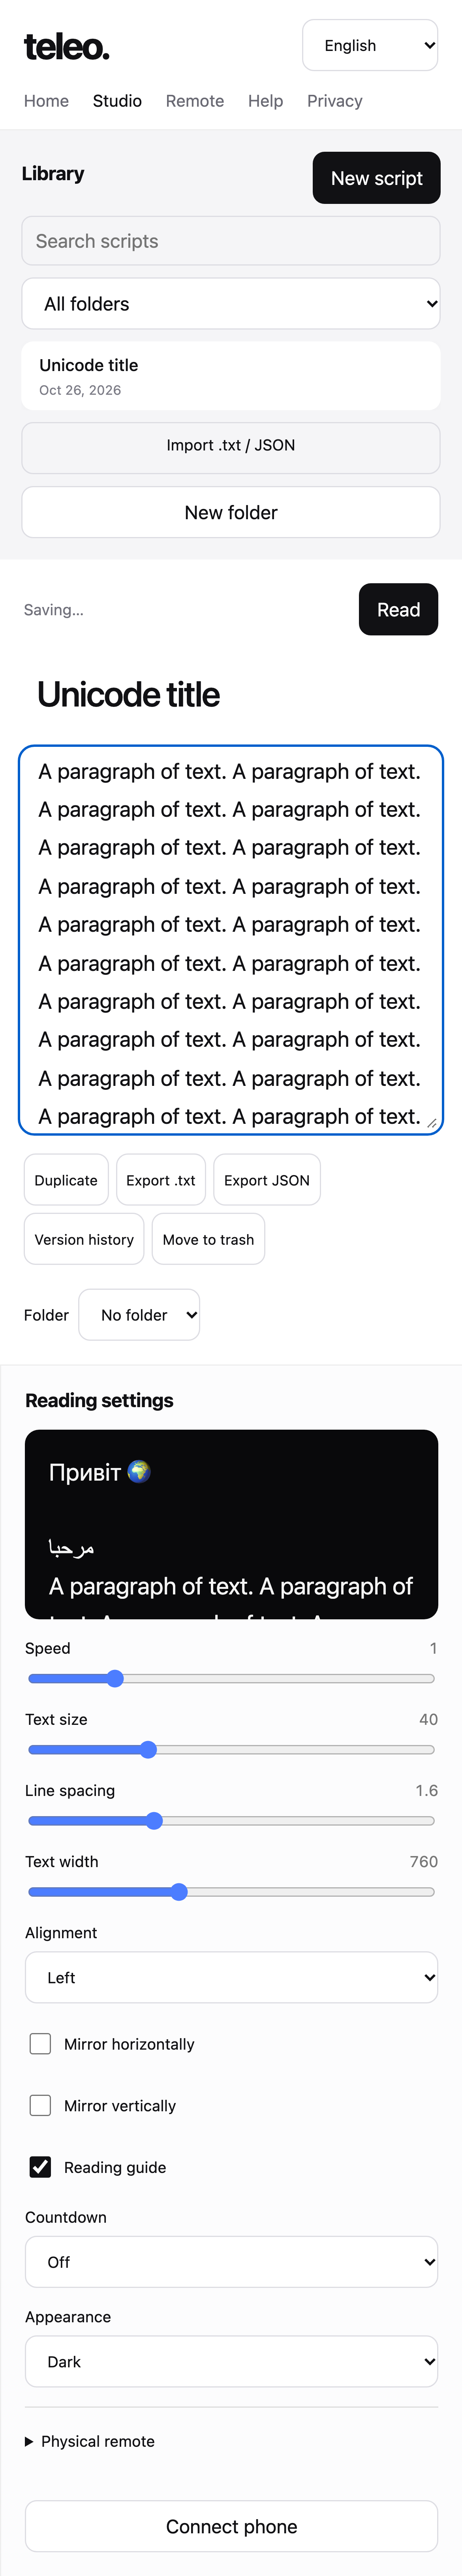 teleo.
English
Home Studio Remote Help Privacy
Library
New script
Search scripts
All folders
Unicode title
Oct 26, 2026
Import .txt / JSON
New folder
Saving...
Read
Unicode title
A paragraph of text. A paragraph of text.
A paragraph of text. A paragraph of text.
A paragraph of text. A paragraph of text.
A paragraph of text. A paragraph of text.
A paragraph of text. A paragraph of text.
A paragraph of text. A paragraph of text.
A paragraph of text. A paragraph of text.
A paragraph of text. A paragraph of text.
A paragraph of text. A paragraph of text.
A paragraph of text. A paragraph of text.
Duplicate Export .txt Export JSON
Version history Move to trash
Folder No folder
Reading settings
Привіт 🌍
مرحبا
A paragraph of text. A paragraph of
Speed 1
Text size 40
Line spacing 1.6
Text width 760
Alignment
Left
Mirror horizontally
Mirror vertically
Reading guide
Countdown
Off
Appearance
Dark
Physical remote
Connect phone